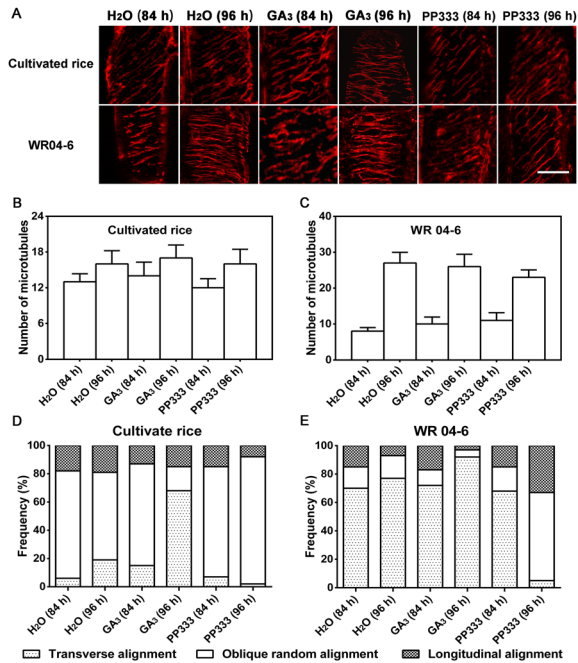 A
H2O (84 h) H2O (96 h) GA3 (84 h) GA3 (96 h) PP333 (84 h) PP333 (96 h)
Cultivated rice
WR04-6
B
Cultivated rice
Number of microtubules
24
18
12
6
0
H2O (84 h)
H2O (96 h)
GA3 (84 h)
GA3 (96 h)
PP333 (84 h)
PP333 (96 h)
C
WR 04-6
Number of microtubules
40
30
20
10
0
H2O (84 h)
H2O (96 h)
GA3 (84 h)
GA3 (96 h)
PP333 (84 h)
PP333 (96 h)
D
Cultivate rice
Frequency (%)
100
80
60
40
20
0
H2O (84 h)
H2O (96 h)
GA3 (84 h)
GA3 (96 h)
PP333 (84 h)
PP333 (96 h)
E
WR 04-6
Frequency (%)
100
80
60
40
20
0
H2O (84 h)
H2O (96 h)
GA3 (84 h)
GA3 (96 h)
PP333 (84 h)
PP333 (96 h)
Transverse alignment Oblique random alignment Longitudinal alignment